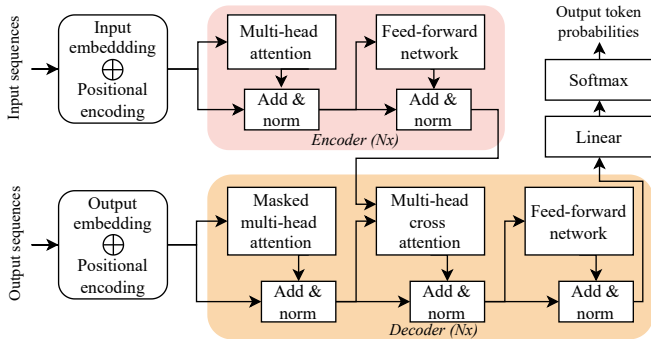 Input sequences
Input
embeddding
Positional
encoding
Multi-head
attention
Add &
norm
Feed-forward
network
Add &
norm
Encoder (Nx)
Output sequences
Output
embedding
Positional
encoding
Masked
multi-head
attention
Add &
norm
Multi-head
cross
attention
Add &
norm
Feed-forward
network
Add &
norm
Decoder (Nx)
Linear
Softmax
Output token
probabilities